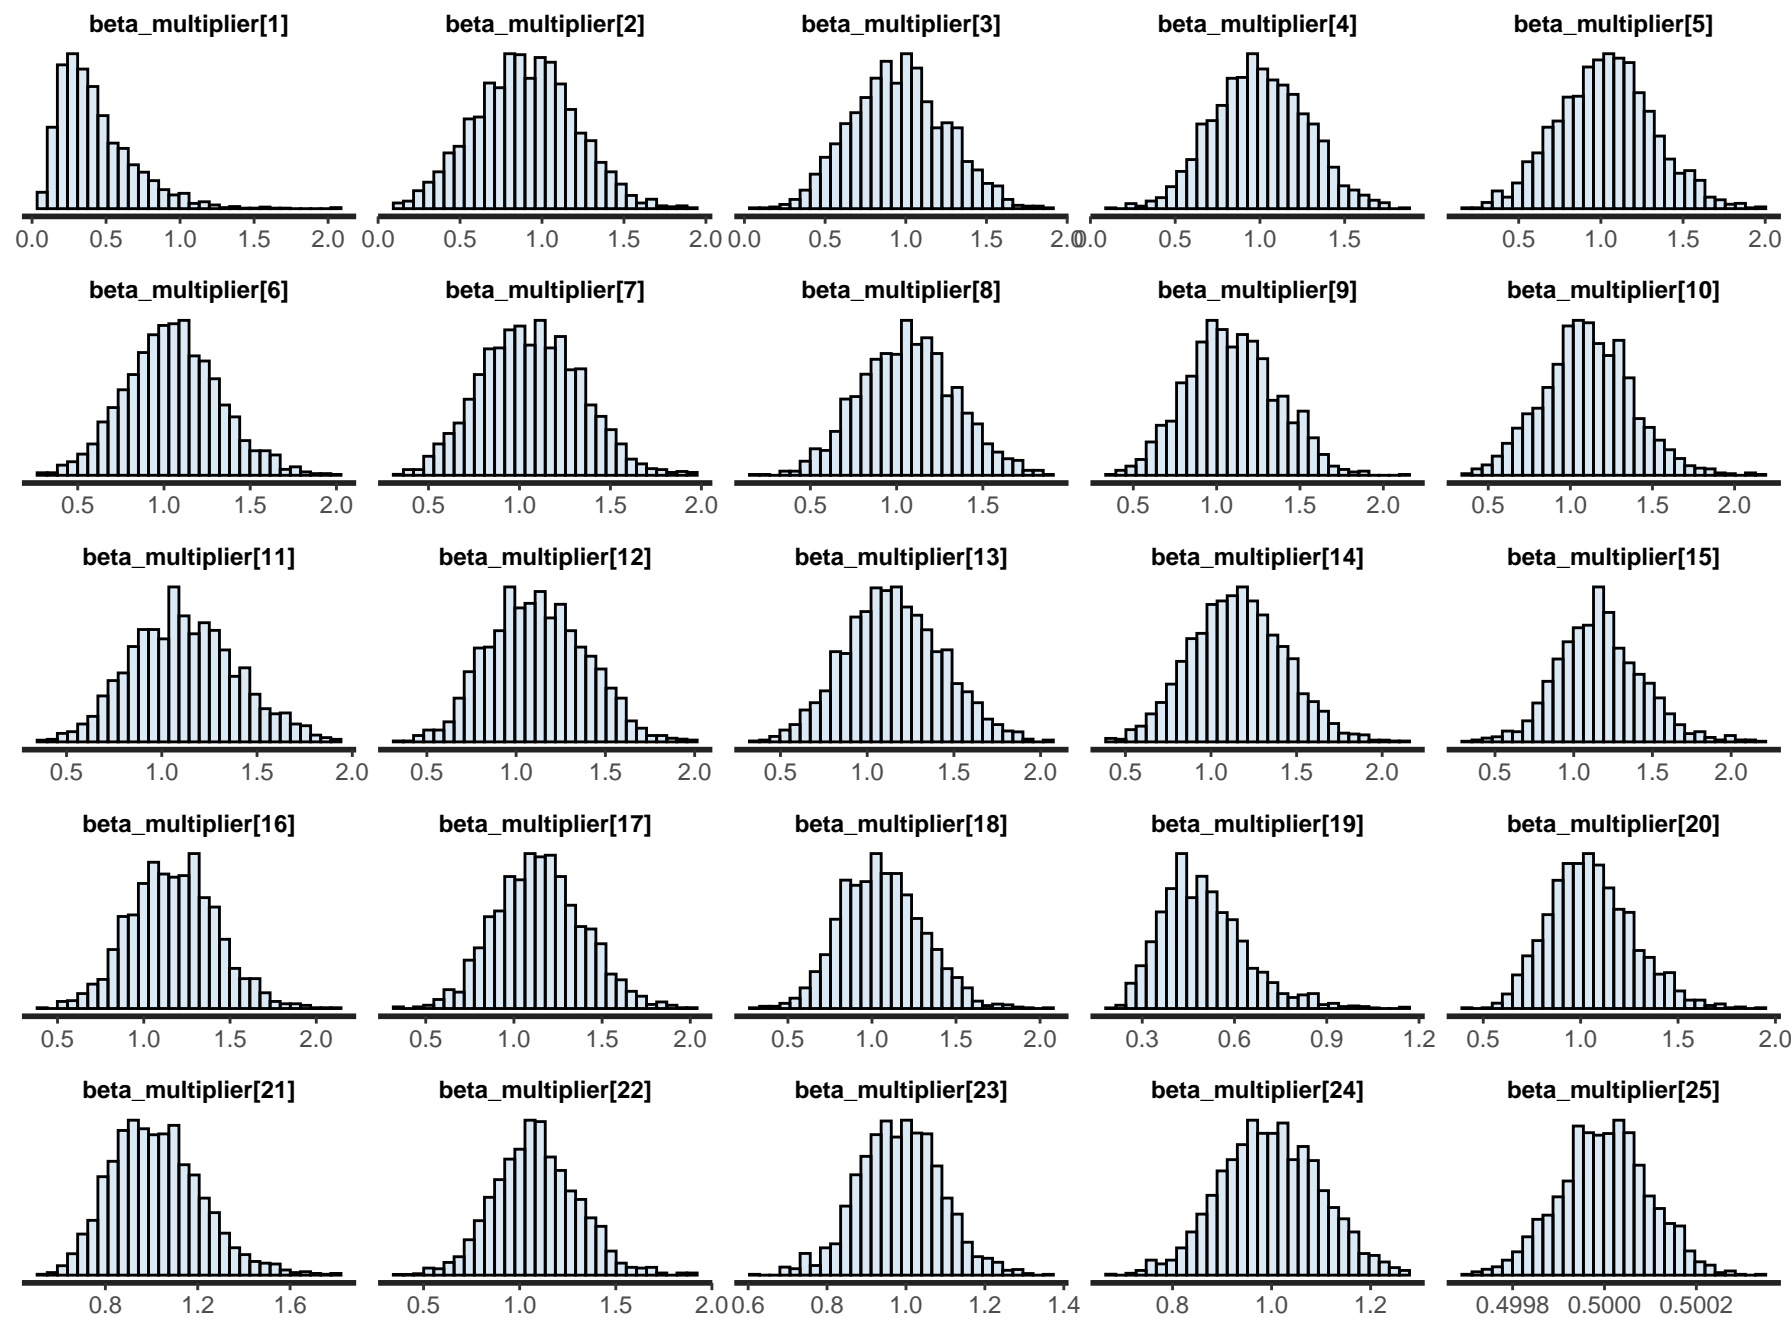 beta_multiplier[1] beta_multiplier[2] beta_multiplier[3] beta_multiplier[4] beta_multiplier[5]
0.0 0.5 1.0 1.5 2.0 0.0 0.5 1.0 1.5 2.0 0.0 0.5 1.0 1.5 2.0 0.0 0.5 1.0 1.5 0.5 1.0 1.5 2.0
beta_multiplier[6] beta_multiplier[7] beta_multiplier[8] beta_multiplier[9] beta_multiplier[10]
0.5 1.0 1.5 2.0 0.5 1.0 1.5 2.0 0.5 1.0 1.5 0.5 1.0 1.5 2.0 0.5 1.0 1.5 2.0
beta_multiplier[11] beta_multiplier[12] beta_multiplier[13] beta_multiplier[14] beta_multiplier[15]
0.5 1.0 1.5 2.0 0.5 1.0 1.5 2.0 0.5 1.0 1.5 2.0 0.5 1.0 1.5 2.0 0.5 1.0 1.5 2.0
beta_multiplier[16] beta_multiplier[17] beta_multiplier[18] beta_multiplier[19] beta_multiplier[20]
0.5 1.0 1.5 2.0 0.5 1.0 1.5 2.0 0.5 1.0 1.5 2.0 0.3 0.6 0.9 1.2 0.5 1.0 1.5 2.0
beta_multiplier[21] beta_multiplier[22] beta_multiplier[23] beta_multiplier[24] beta_multiplier[25]
0.8 1.2 1.6 0.5 1.0 1.5 2.0 0.6 0.8 1.0 1.2 1.4 0.8 1.0 1.2 0.4998 0.5000 0.5002